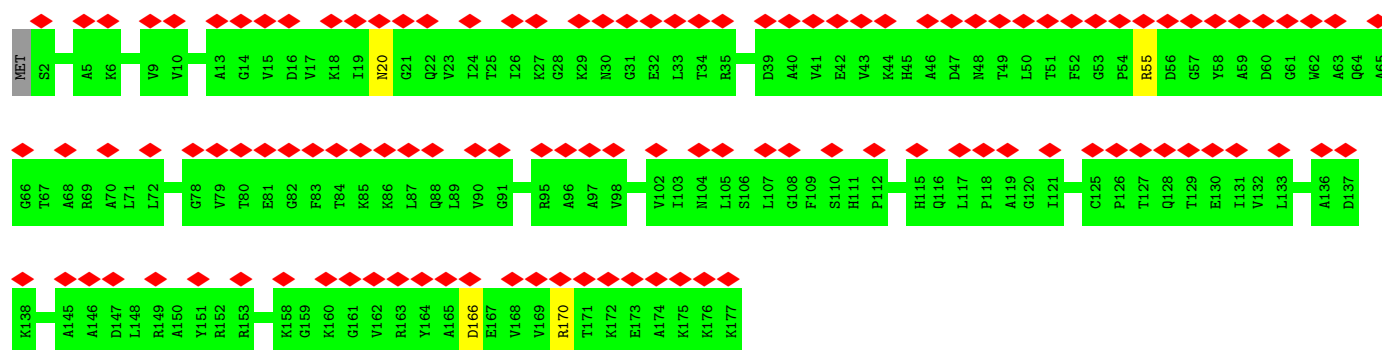 MET S2 A5 K6 V9 V10 A13 G14 V15 D16 V17 K18 I19 N20 G21 Q22 V23 I24 T25 I26 K27 G28 K29 N30 G31 E32 L33 T34 R35 D39 A40 V41 E42 V43 K44 H45 A46 D47 N48 T49 L50 T51 F52 G53 P54 R55 D56 G57 Y58 A59 D60 G61 W62 A63 Q64 A65
G66 T67 A68 R69 A70 L71 L72 G78 V79 T80 E81 G82 F83 T84 K85 K86 L87 Q88 L89 V90 G91 R95 A96 A97 V98 V102 I103 N104 L105 S106 L107 G108 F109 S110 H111 P112 H115 Q116 L117 P118 A119 G120 I121 C125 P126 T127 Q128 T129 E130 I131 V132 L133 A136 D137
K138 A145 A146 D147 L148 R149 A150 Y151 R152 R153 K158 G159 K160 G161 V162 R163 Y164 A165 D166 E167 V168 V169 R170 T171 K172 E173 A174 K175 K176 K177